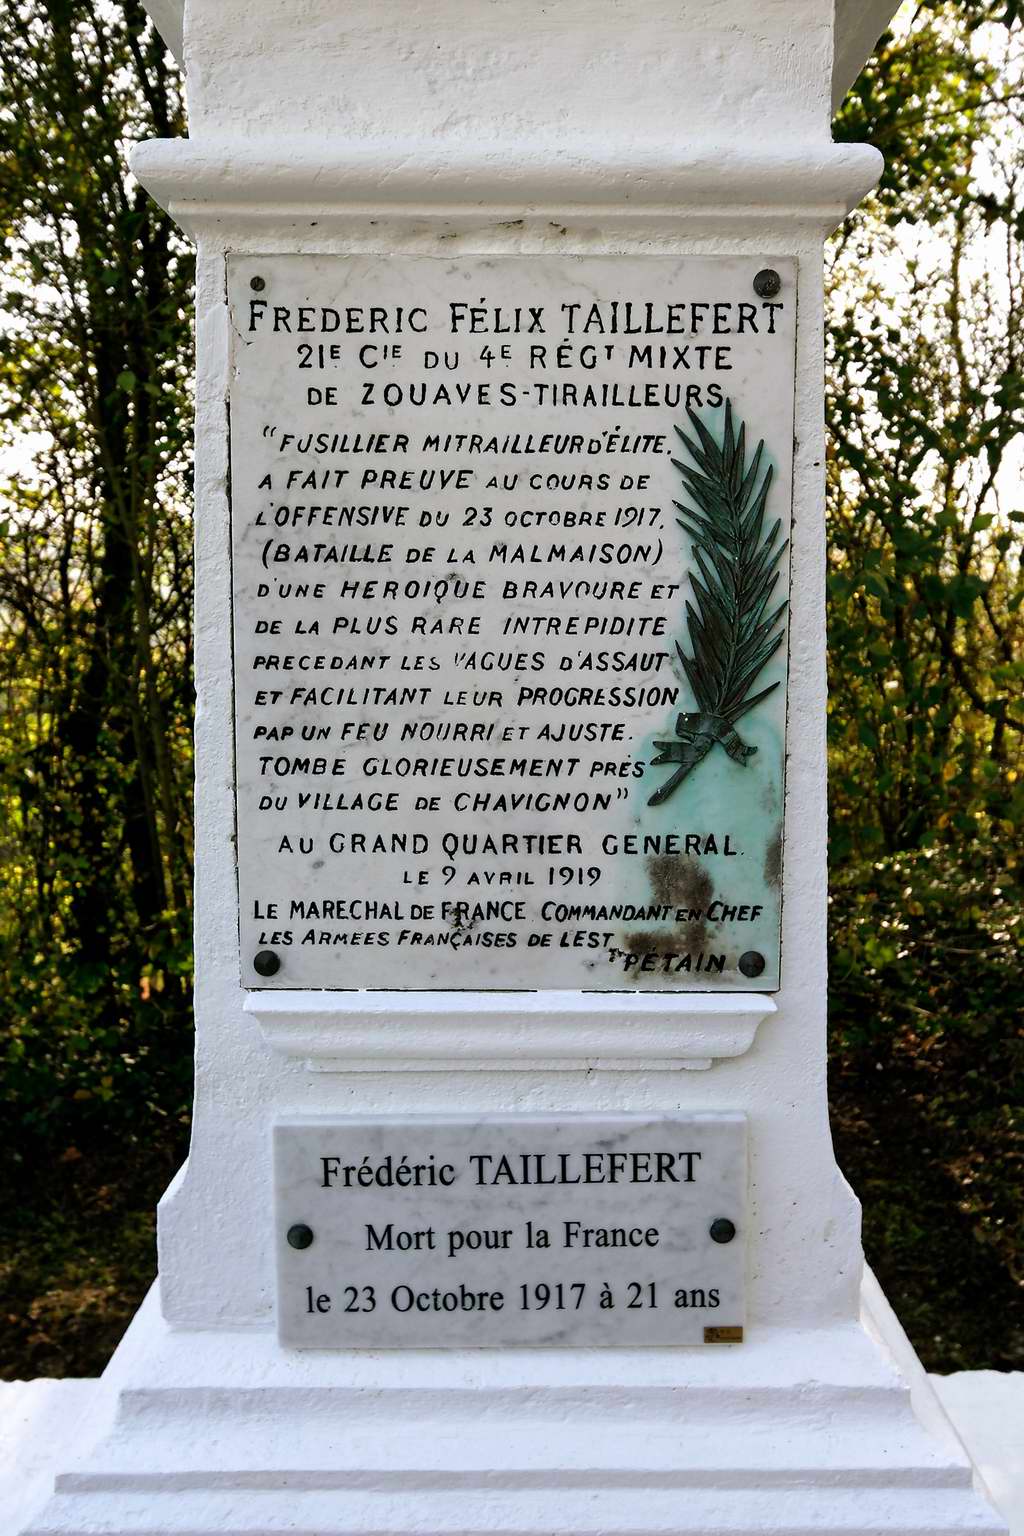 FREDERIC FÉLIX TAILLEFERT
21E CIE DU 4E RÉGT MIXTE
DE ZOUAVES-TIRAILLEURS
"FUSILLIER MITRAILLEUR D'ÉLITE,
A FAIT PREUVE AU COURS DE
L'OFFENSIVE DU 23 OCTOBRE 1917,
(BATAILLE DE LA MALMAISON)
D'UNE HEROIQUE BRAVOURE ET
DE LA PLUS RARE INTREPIDITE
PRECEDANT LES VAGUES D'ASSAUT
ET FACILITANT LEUR PROGRESSION
PAP UN FEU NOURRI ET AJUSTE.
TOMBE GLORIEUSEMENT PRÈS
DU VILLAGE DE CHAVIGNON"
AU GRAND QUARTIER GENERAL.
LE 9 AVRIL 1919
LE MARECHAL DE FRANCE COMMANDANT EN CHEF
LES ARMÉES FRANÇAISES DE L'EST
PÉTAIN
Frédéric TAILLEFERT
Mort pour la France
le 23 Octobre 1917 à 21 ans